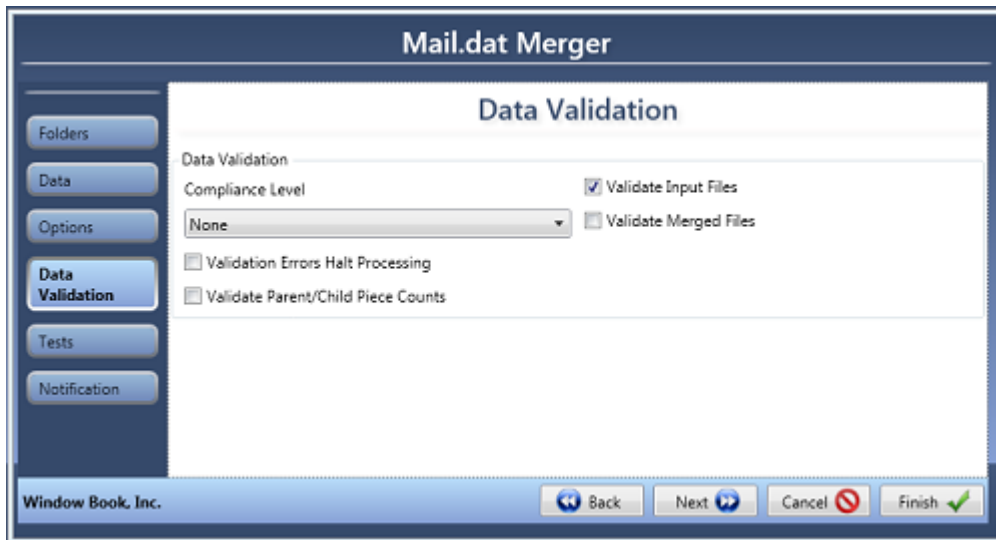 Mail.dat Merger
Folders
Data
Options
Data
Validation
Tests
Notification
Data Validation
Data Validation
Compliance Level
None
Validate Input Files
Validate Merged Files
Validation Errors Halt Processing
Validate Parent/Child Piece Counts
Window Book, Inc.
Back
Next
Cancel
Finish